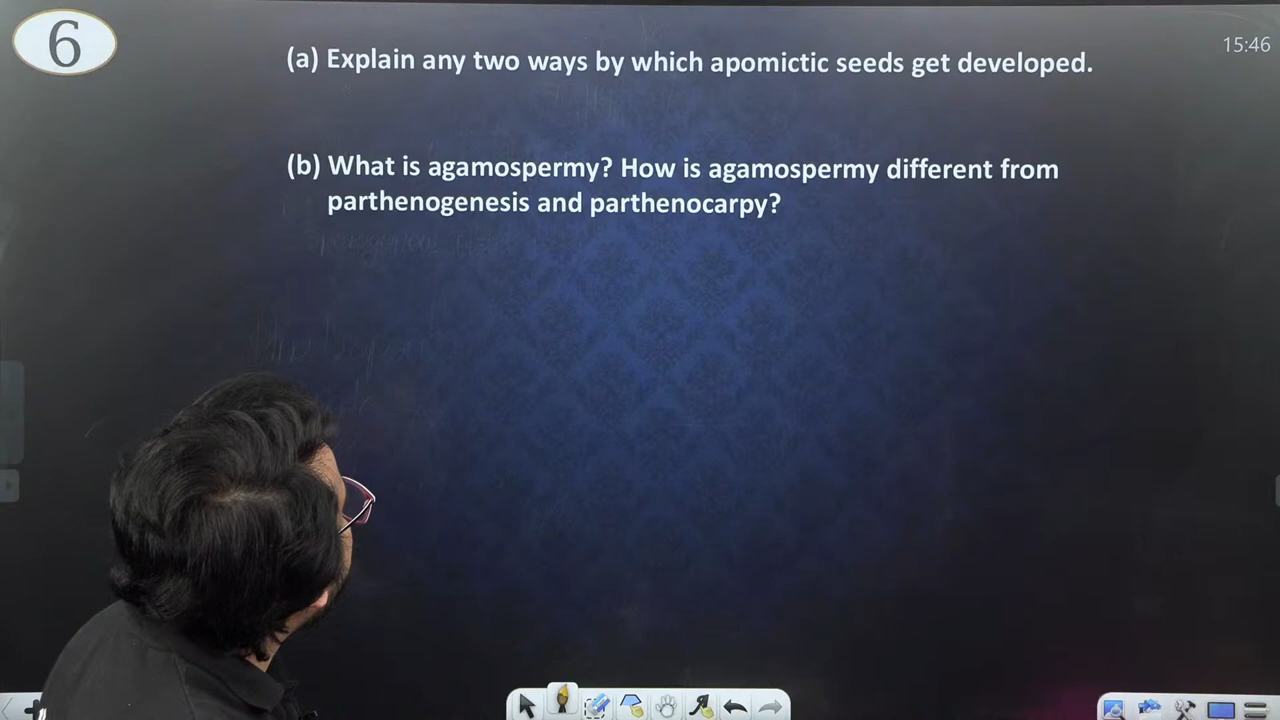 6
15:46
(a) Explain any two ways by which apomictic seeds get developed.
(b) What is agamospermy? How is agamospermy different from
parthenogenesis and parthenocarpy?